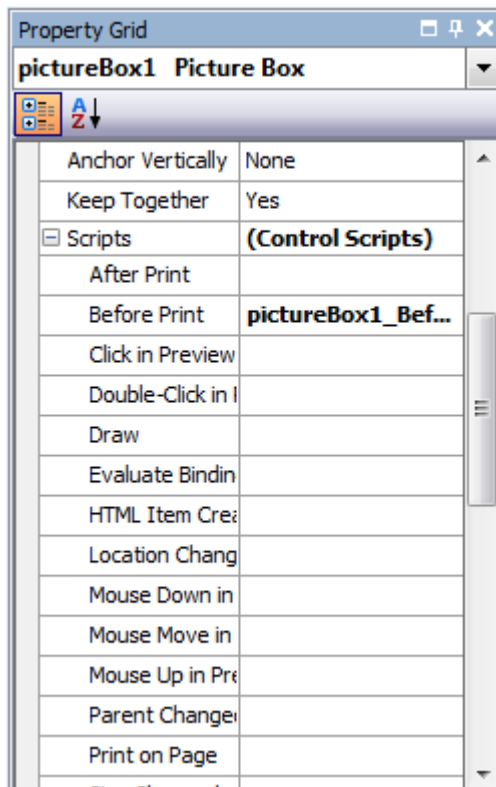 Property Grid
pictureBox1 Picture Box
A
Z
Anchor Vertically None
Keep Together Yes
Scripts (Control Scripts)
After Print
Before Print pictureBox1_Bef...
Click in Preview
Double-Click in
Draw
Evaluate Bindin
HTML Item Crea
Location Chang
Mouse Down in
Mouse Move in
Mouse Up in Pre
Parent Change
Print on Page